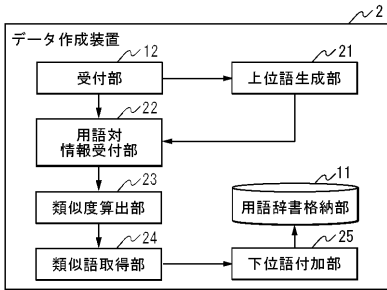 2
データ作成装置
12
受付部
21
上位語生成部
22
用語対
情報受付部
23
類似度算出部
11
用語辞書格納部
24
類似語取得部
25
下位語付加部